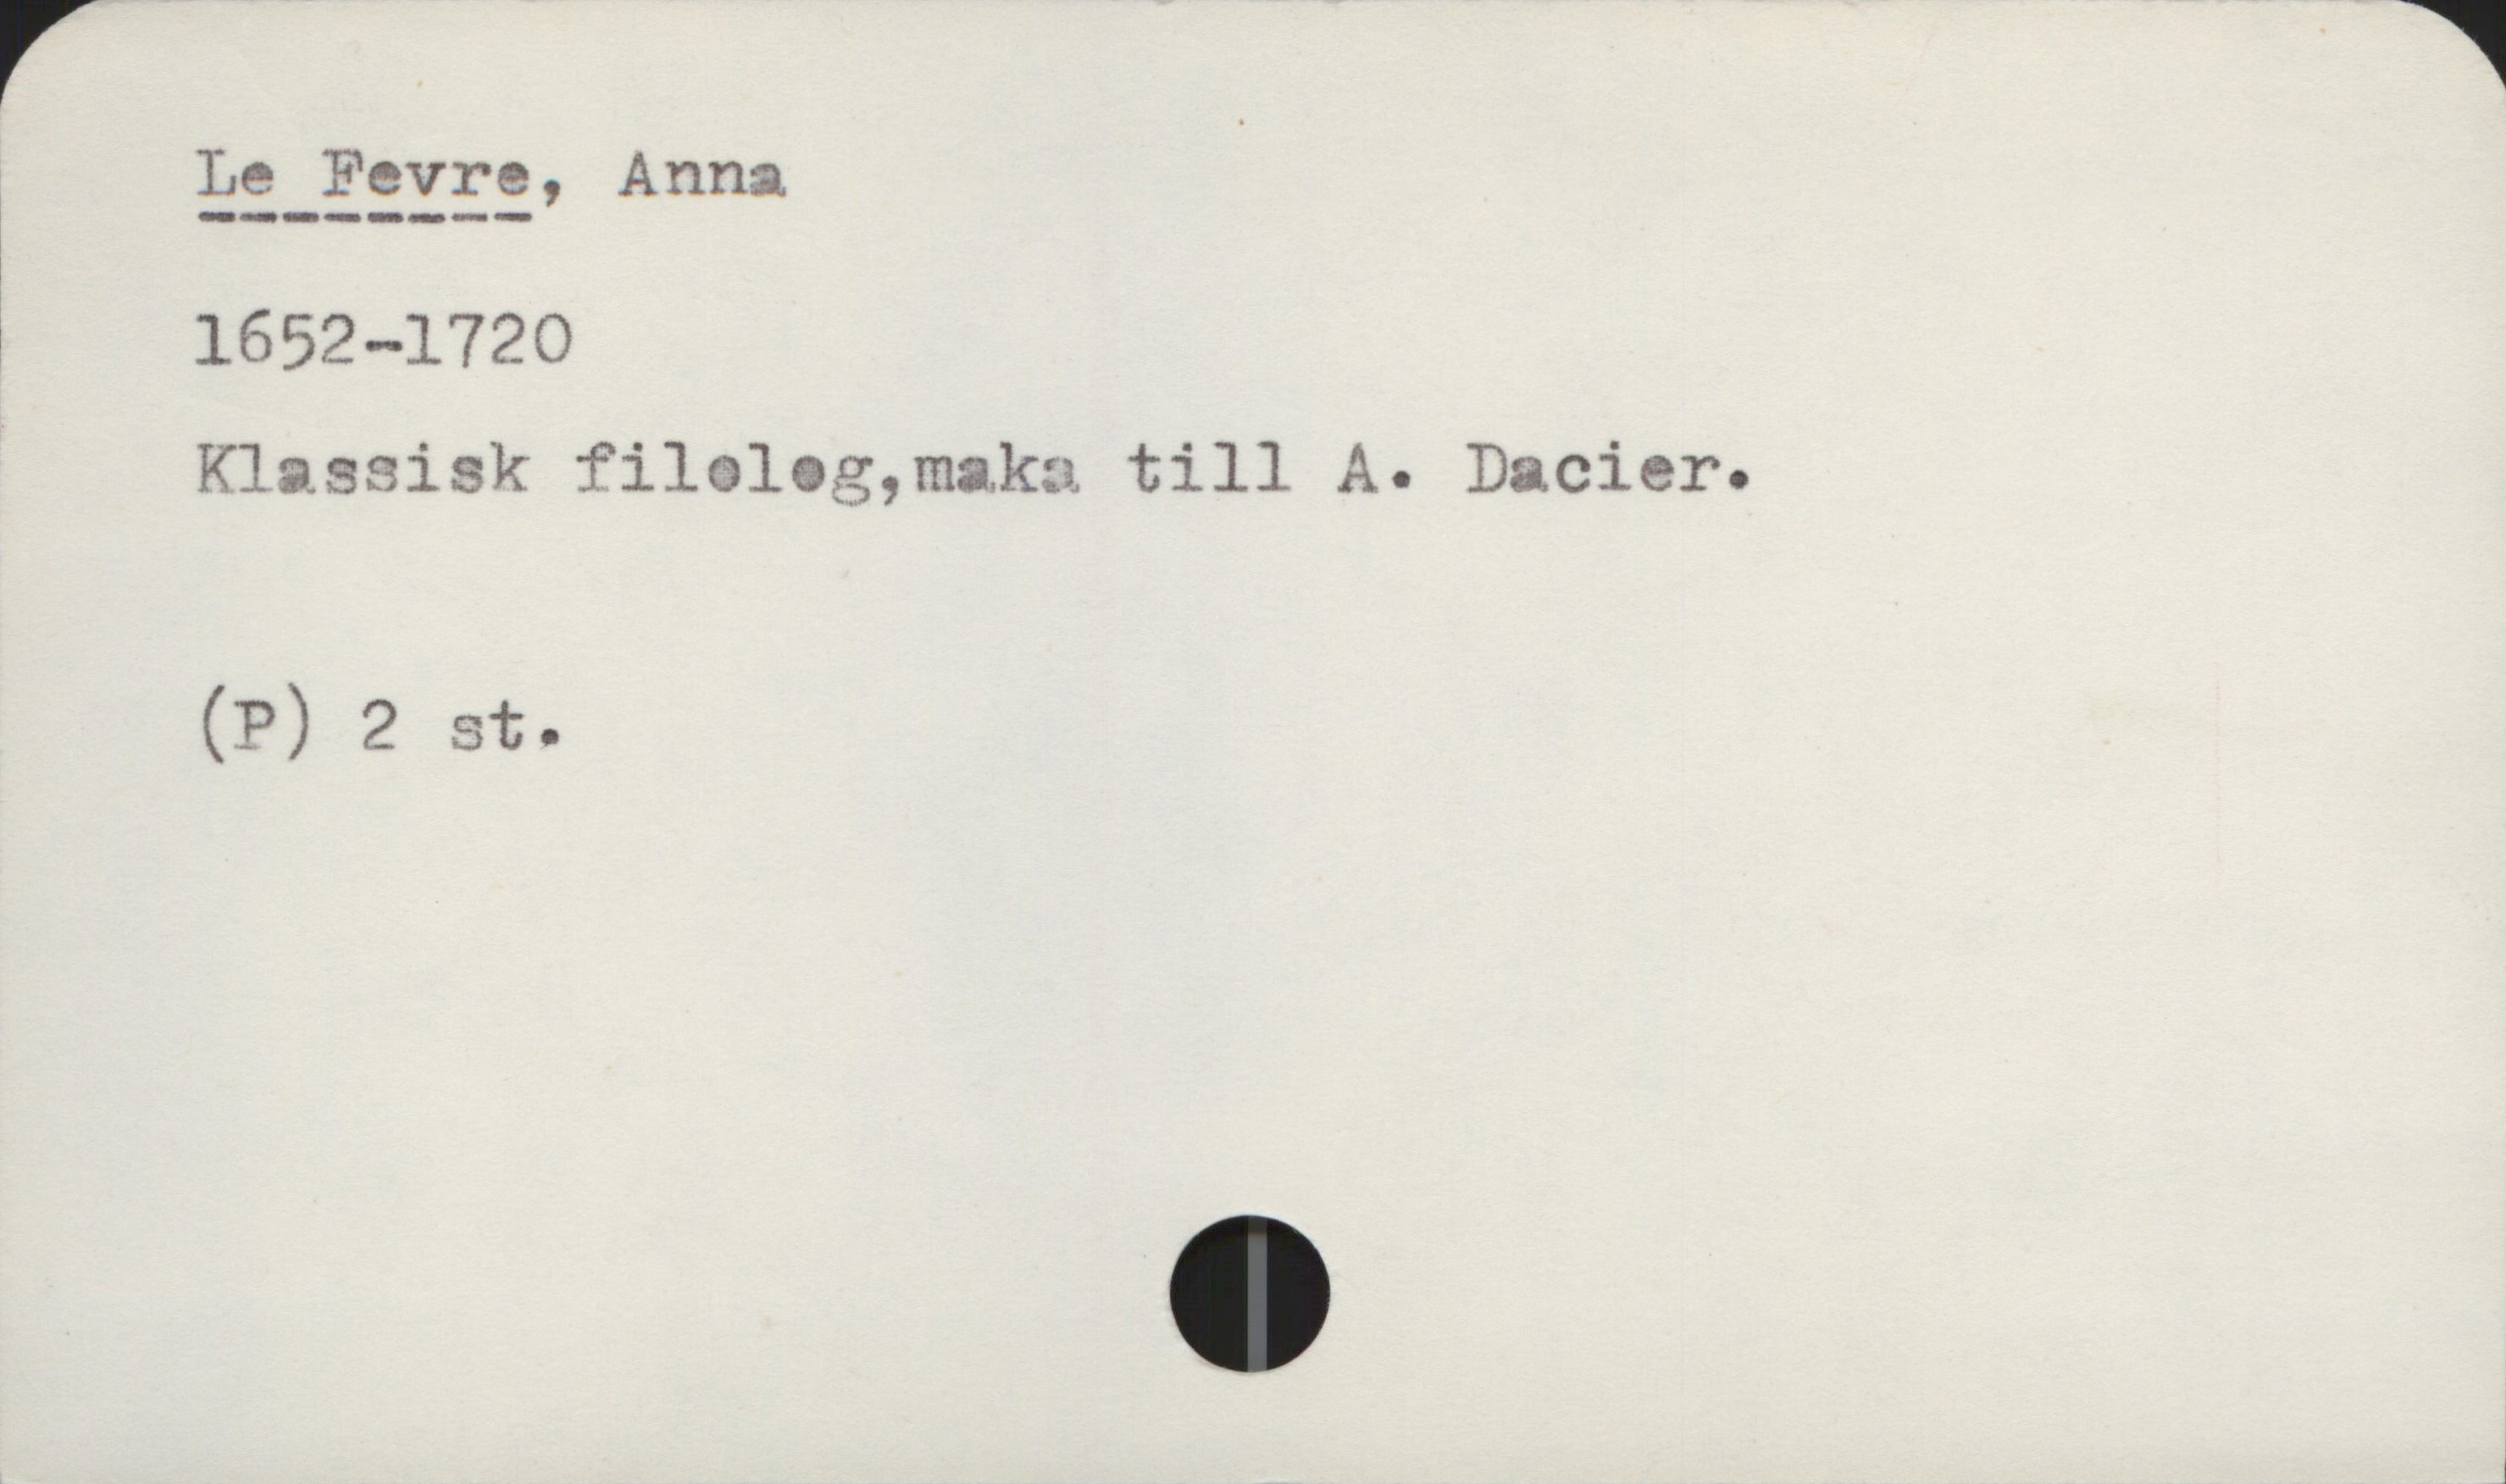 Le Fevre, Anna
1652-1720
Klassisk filolog,maka till A. Dacier.
(P) 2 st.